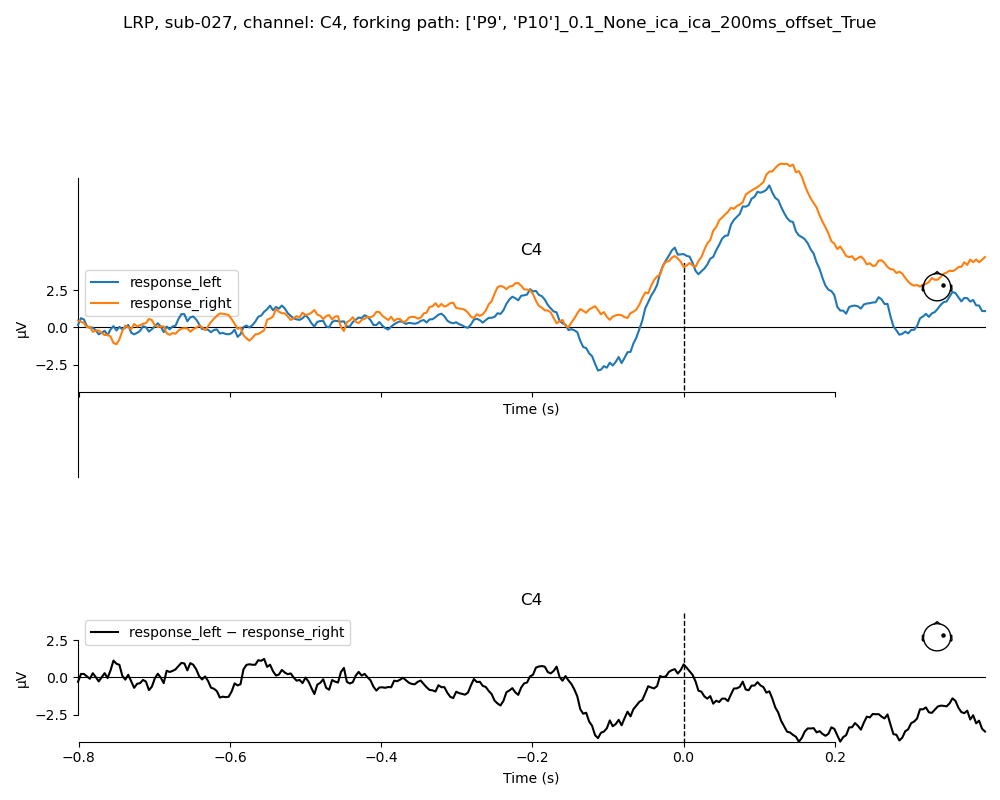 LRP, sub-027, channel: C4, forking path: ['P9', 'P10']_0.1_None_ica_ica_200ms_offset_True
C4
response_left
response_right
2.5
0.0
−2.5
µV
Time (s)
C4
response_left − response_right
2.5
0.0
−2.5
µV
−0.8
−0.6
−0.4
−0.2
0.0
0.2
Time (s)